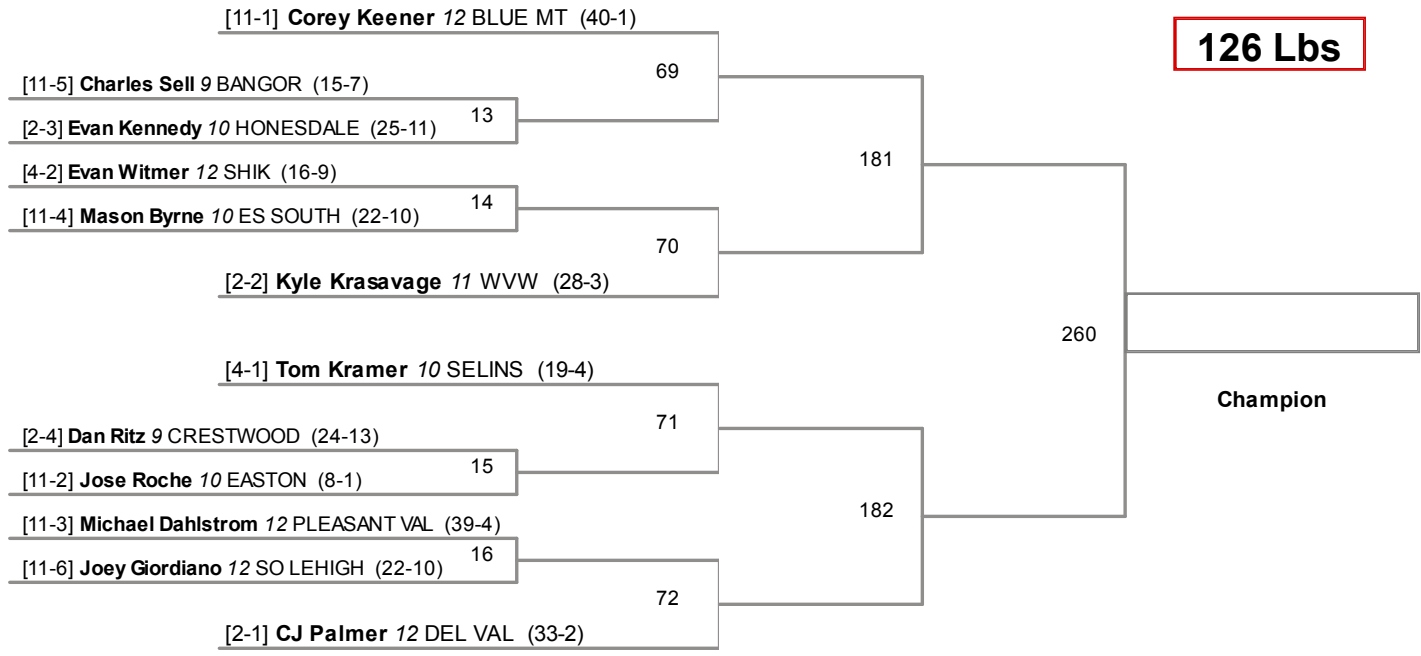 [11-1] Corey Keener 12 BLUE MT (40-1)
126 Lbs
69
[11-5] Charles Sell 9 BANGOR (15-7)
13
[2-3] Evan Kennedy 10 HONESDALE (25-11)
181
[4-2] Evan Witmer 12 SHIK (16-9)
14
[11-4] Mason Byrne 10 ES SOUTH (22-10)
70
[2-2] Kyle Krasavage 11 WVW (28-3)
260
[4-1] Tom Kramer 10 SELINS (19-4)
Champion
71
[2-4] Dan Ritz 9 CRESTWOOD (24-13)
15
[11-2] Jose Roche 10 EASTON (8-1)
182
[11-3] Michael Dahlstrom 12 PLEASANT VAL (39-4)
16
[11-6] Joey Giordiano 12 SO LEHIGH (22-10)
72
[2-1] CJ Palmer 12 DEL VAL (33-2)